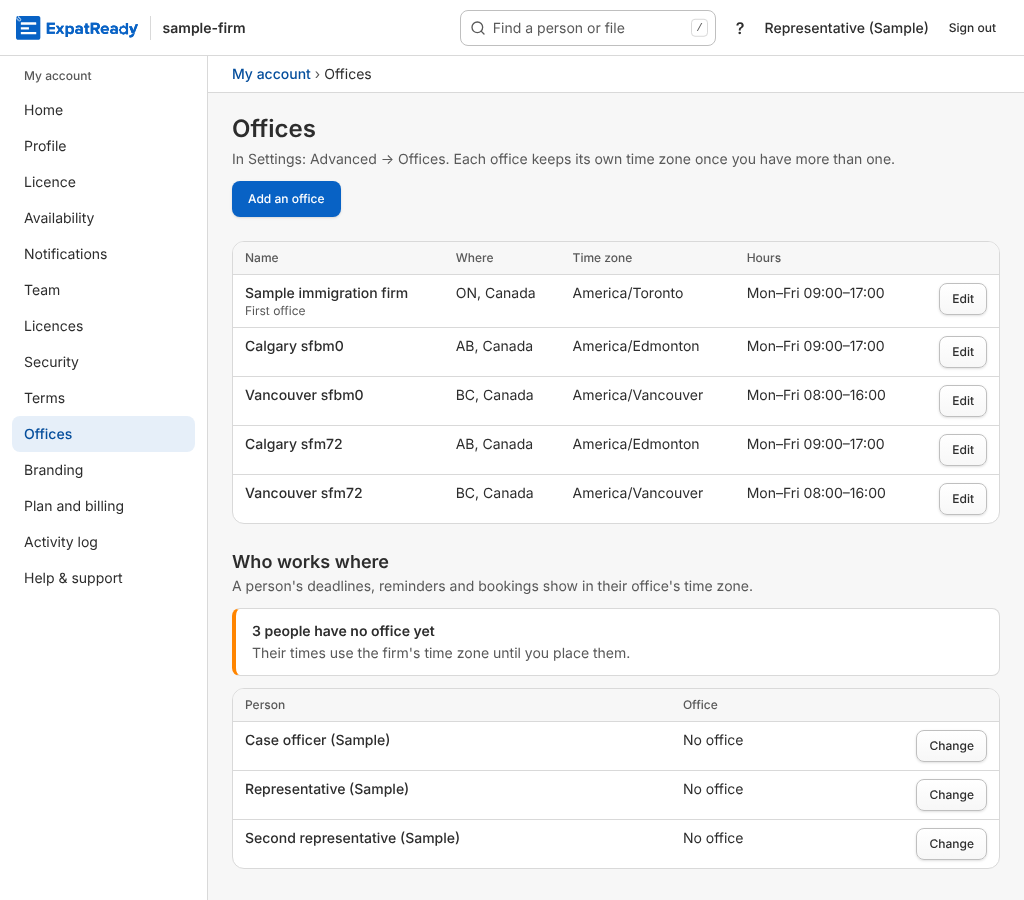 ExpatReady
sample-firm
Find a person or file
/
?
Representative (Sample)
Sign out
My account
Home
Profile
Licence
Availability
Notifications
Team
Licences
Security
Terms
Offices
Branding
Plan and billing
Activity log
Help & support
My account › Offices
Offices
In Settings: Advanced → Offices. Each office keeps its own time zone once you have more than one.
Add an office
Name Where Time zone Hours
Sample immigration firm ON, Canada America/Toronto Mon–Fri 09:00–17:00 Edit
First office
Calgary sfbm0 AB, Canada America/Edmonton Mon–Fri 09:00–17:00 Edit
Vancouver sfbm0 BC, Canada America/Vancouver Mon–Fri 08:00–16:00 Edit
Calgary sfm72 AB, Canada America/Edmonton Mon–Fri 09:00–17:00 Edit
Vancouver sfm72 BC, Canada America/Vancouver Mon–Fri 08:00–16:00 Edit
Who works where
A person's deadlines, reminders and bookings show in their office's time zone.
3 people have no office yet
Their times use the firm's time zone until you place them.
Person Office
Case officer (Sample) No office Change
Representative (Sample) No office Change
Second representative (Sample) No office Change